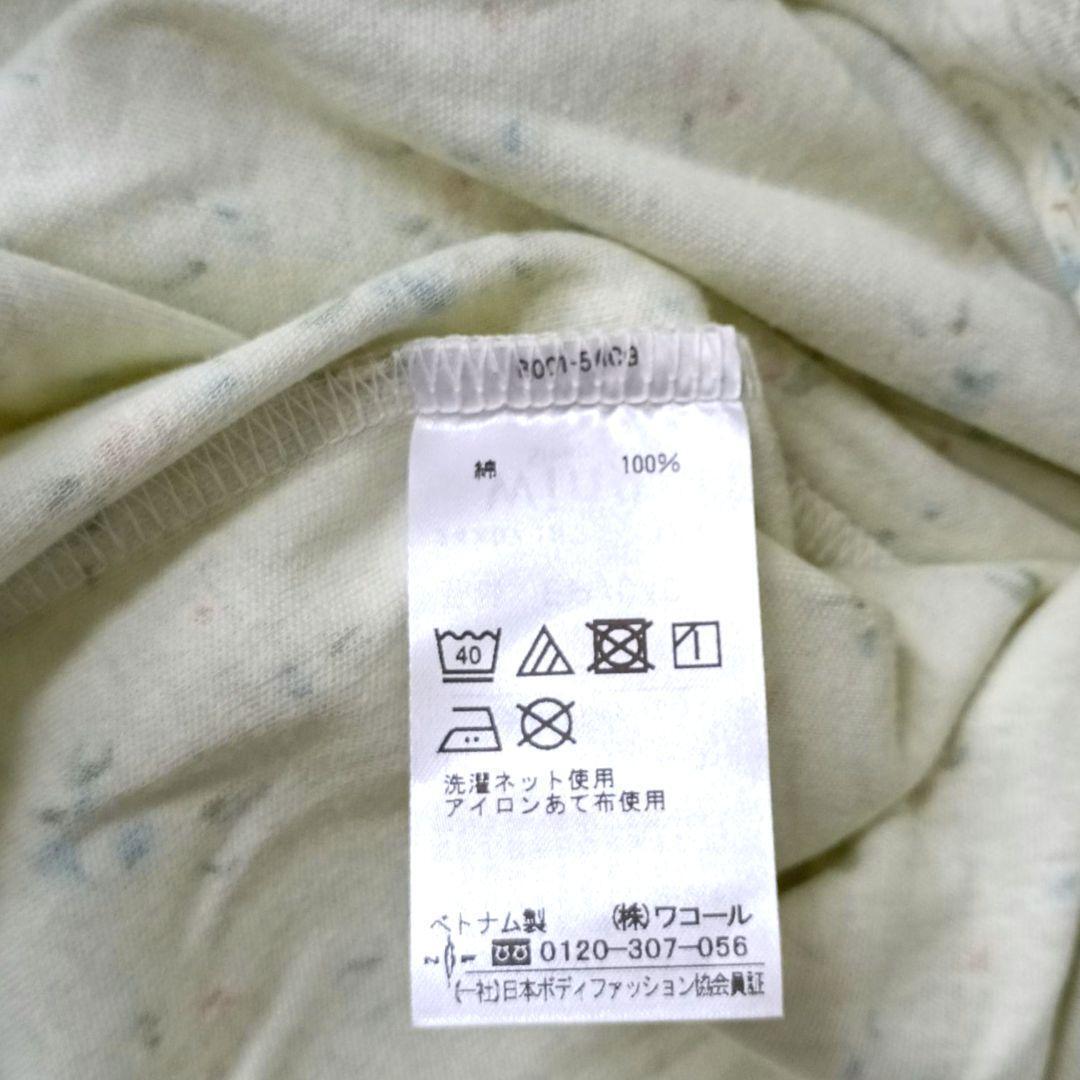 綿 100%
40
洗濯ネット使用
アイロンあて布使用
ベトナム製 (株)ワコール
0120-307-056
(一社)日本ボディファッション協会員証